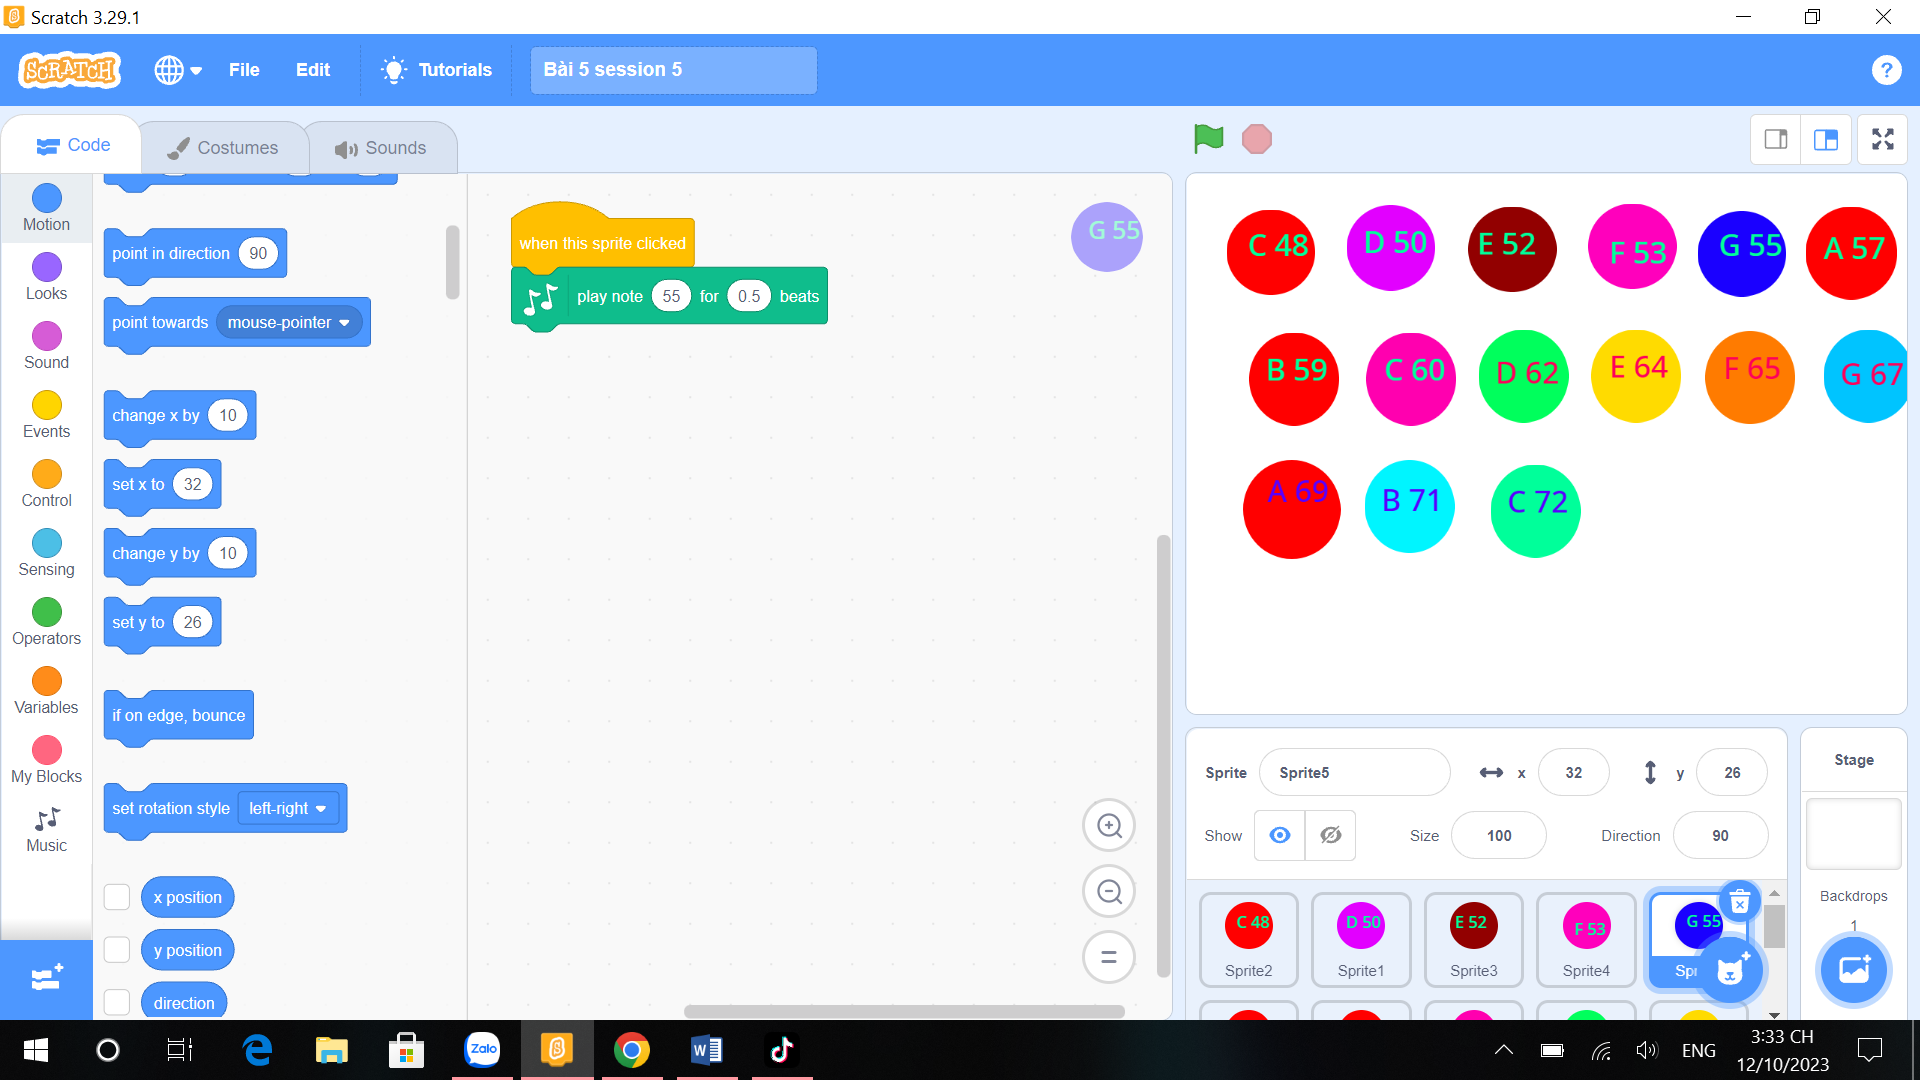 Scratch 3.29.1
SCRATCH File Edit Tutorials Bài 5 session 5 ?
Code Costumes Sounds
Motion
Looks
Sound
Events
Control
Sensing
Operators
Variables
My Blocks
Music
point in direction 90
point towards mouse-pointer
change x by 10
set x to 32
change y by 10
set y to 26
if on edge, bounce
set rotation style left-right
x position
y position
direction
when this sprite clicked
play note 55 for 0.5 beats
G 55
C 48 D 50 E 52 F 53 G 55 A 57
B 59 C 60 D 62 E 64 F 65 G 67
A 69 B 71 C 72
Sprite Sprite5 x 32 y 26
Show Size 100 Direction 90
C 48 D 50 E 52 F 53 G 55
Sprite2 Sprite1 Sprite3 Sprite4 Spr
Stage
Backdrops
1
Zalo
W
ENG
3:33 CH
12/10/2023